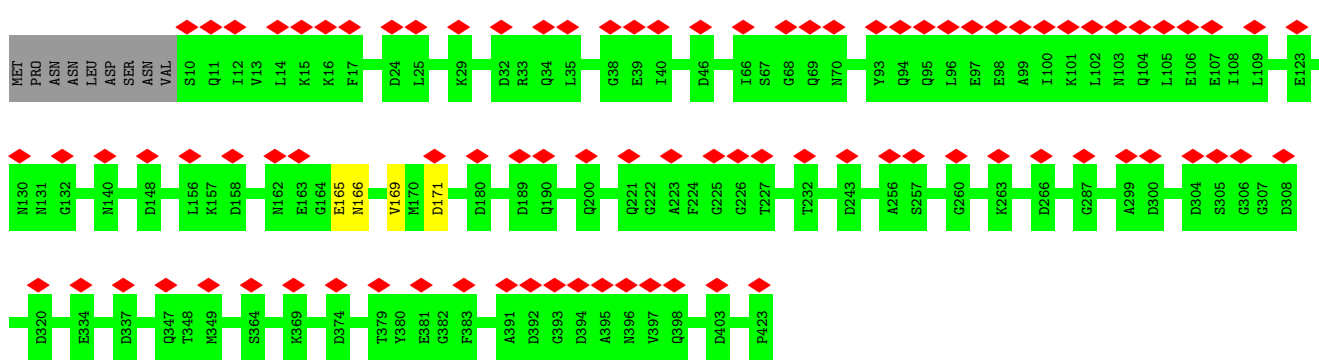 MET PRO ASN ASN LEU ASP SER ASN VAL S10 Q11 I12 V13 L14 K15 K16 F17 D24 L25 K29 D32 R33 Q34 L35 G38 E39 I40 D46 I66 S67 G68 Q69 N70 Y93 Q94 Q95 L96 E97 E98 A99 I100 K101 L102 N103 Q104 L105 E106 E107 I108 L109 E123
N130 N131 G132 N140 D148 L156 K157 D158 N162 E163 G164 E165 N166 V169 M170 D171 D180 D189 Q190 Q200 Q221 G222 A223 F224 G225 G226 T227 T232 D243 A256 S257 G260 K263 D266 G287 A299 D300 D304 S305 G306 G307 D308
D320 E334 D337 Q347 T348 M349 S364 K369 D374 T379 Y380 E381 G382 F383 A391 D392 G393 D394 A395 N396 V397 Q398 D403 P423